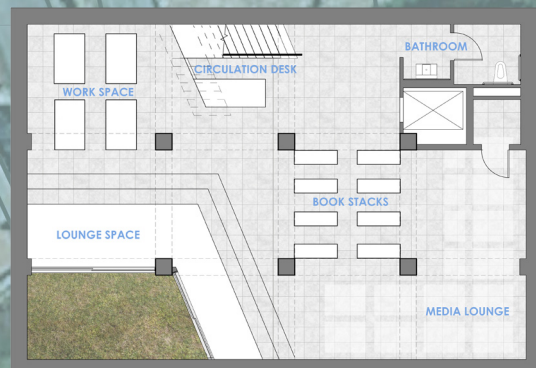 BATHROOM
CIRCULATION DESK
WORK SPACE
BOOK STACKS
LOUNGE SPACE
MEDIA LOUNGE